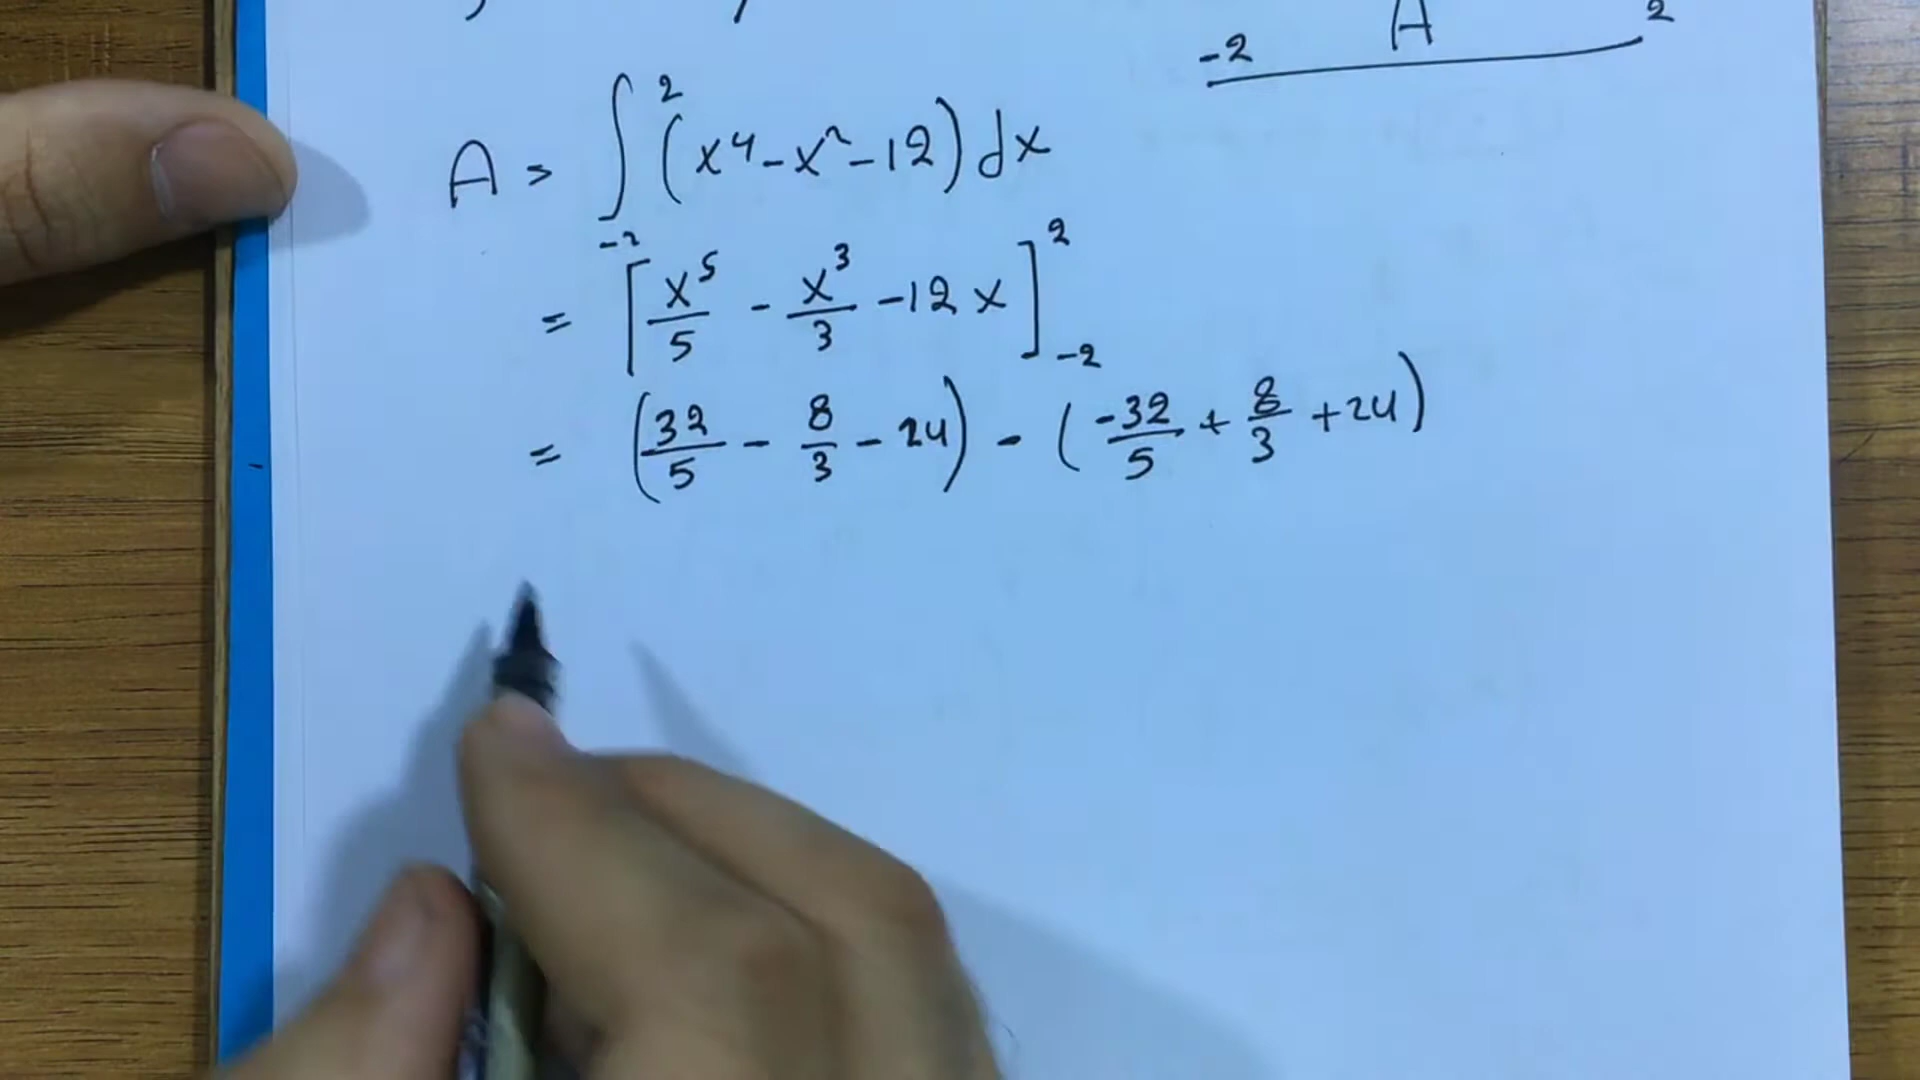 -2 A 2
A = ∫_{-2}^{2} (x⁴ - x² - 12) dx
= [x⁵/5 - x³/3 - 12x]_{-2}^{2}
= (32/5 - 8/3 - 24) - (-32/5 + 8/3 + 24)